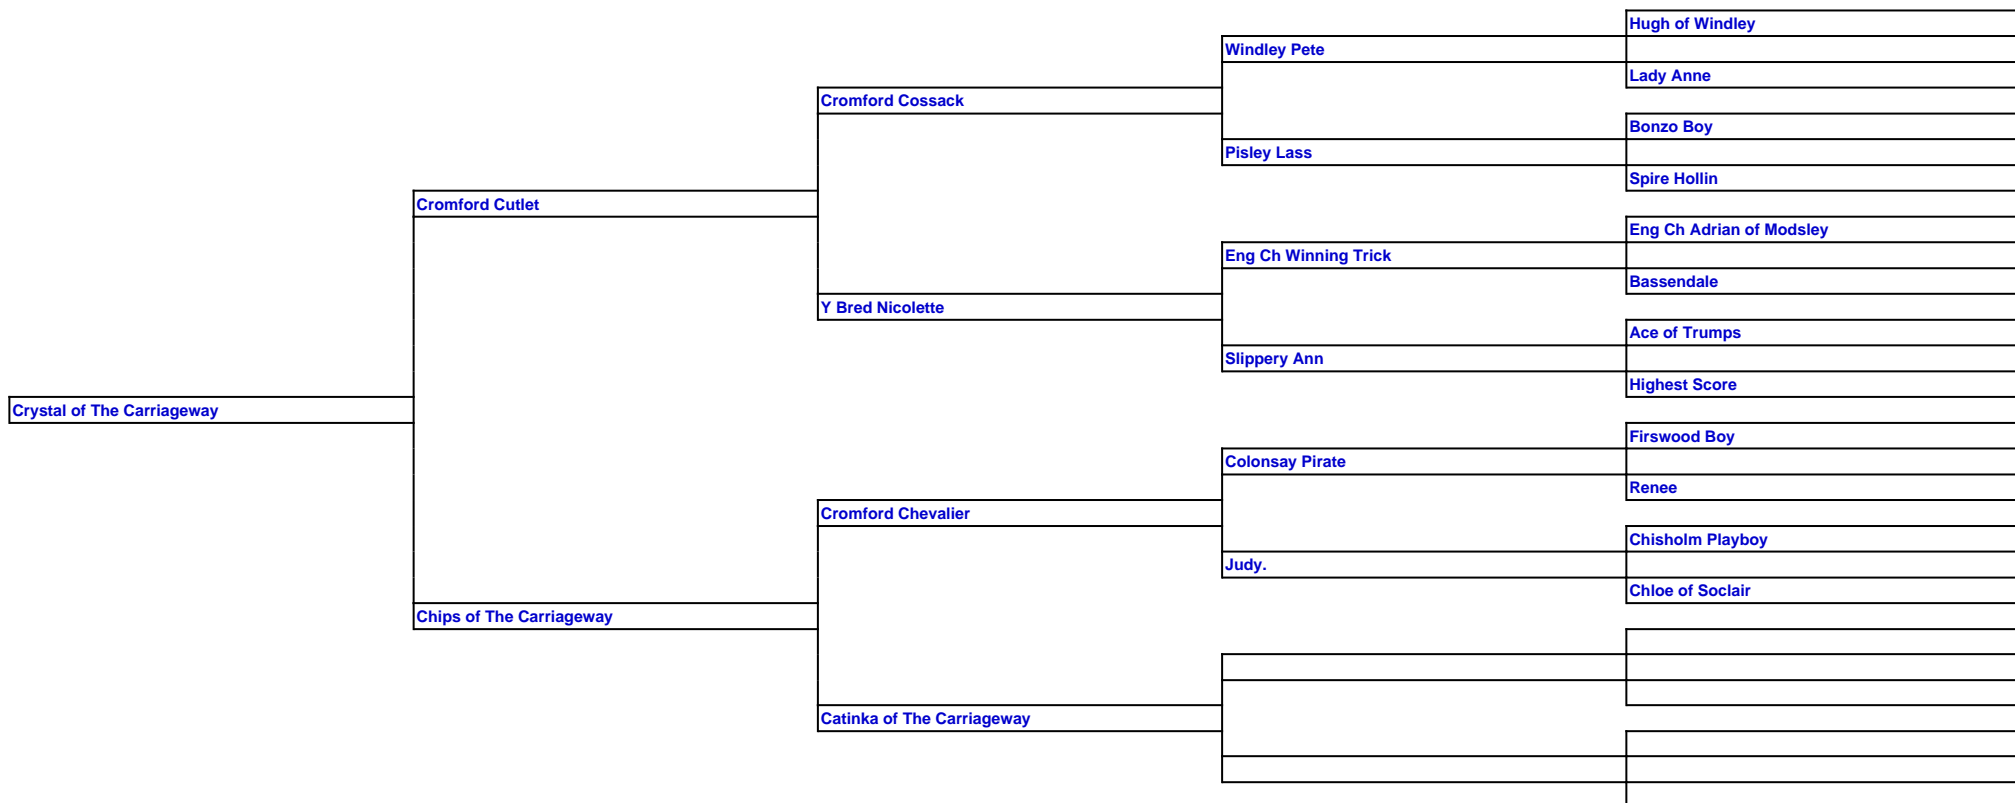 Hugh of Windley
Windley Pete
Lady Anne
Cromford Cossack
Bonzo Boy
Pisley Lass
Spire Hollin
Cromford Cutlet
Eng Ch Adrian of Modsley
Eng Ch Winning Trick
Bassendale
Y Bred Nicolette
Ace of Trumps
Slippery Ann
Highest Score
Crystal of The Carriageway
Firswood Boy
Colonsay Pirate
Renee
Cromford Chevalier
Chisholm Playboy
Judy.
Chloe of Soclair
Chips of The Carriageway
Catinka of The Carriageway